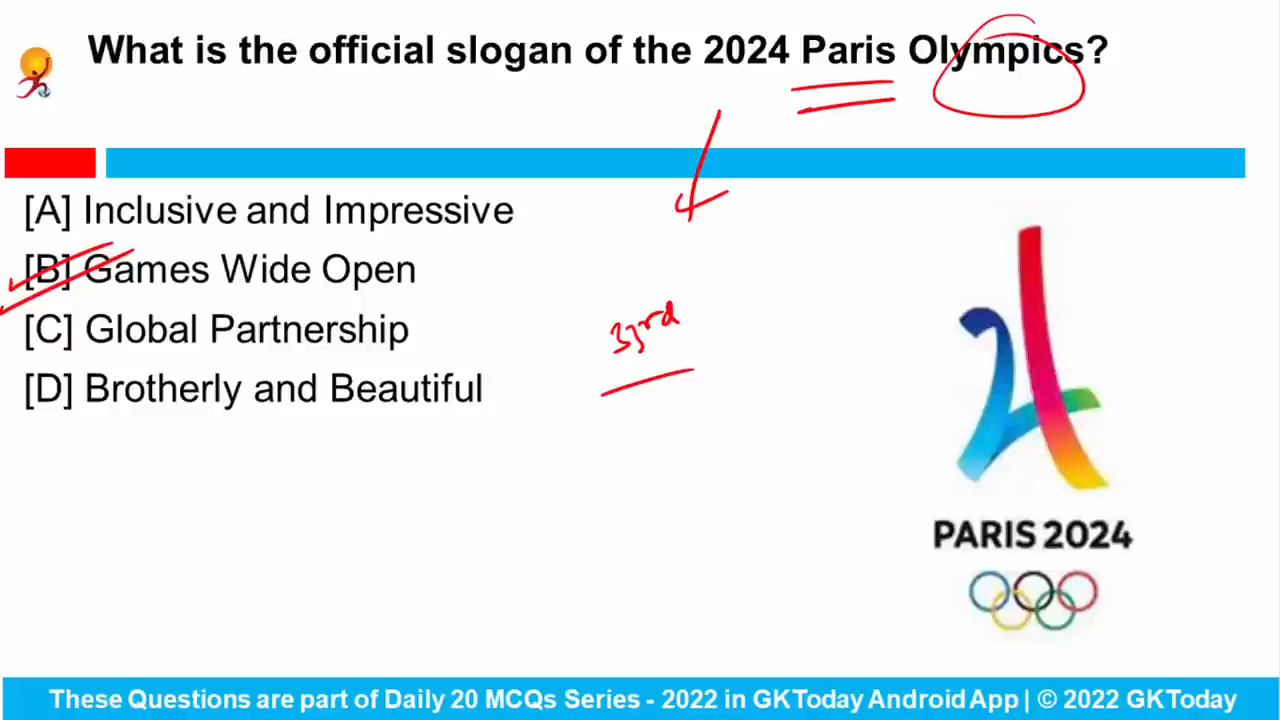 What is the official slogan of the 2024 Paris Olympics?
[A] Inclusive and Impressive
[B] Games Wide Open
[C] Global Partnership
[D] Brotherly and Beautiful
33rd
PARIS 2024
These Questions are part of Daily 20 MCQs Series - 2022 in GKToday Android App | © 2022 GKToday